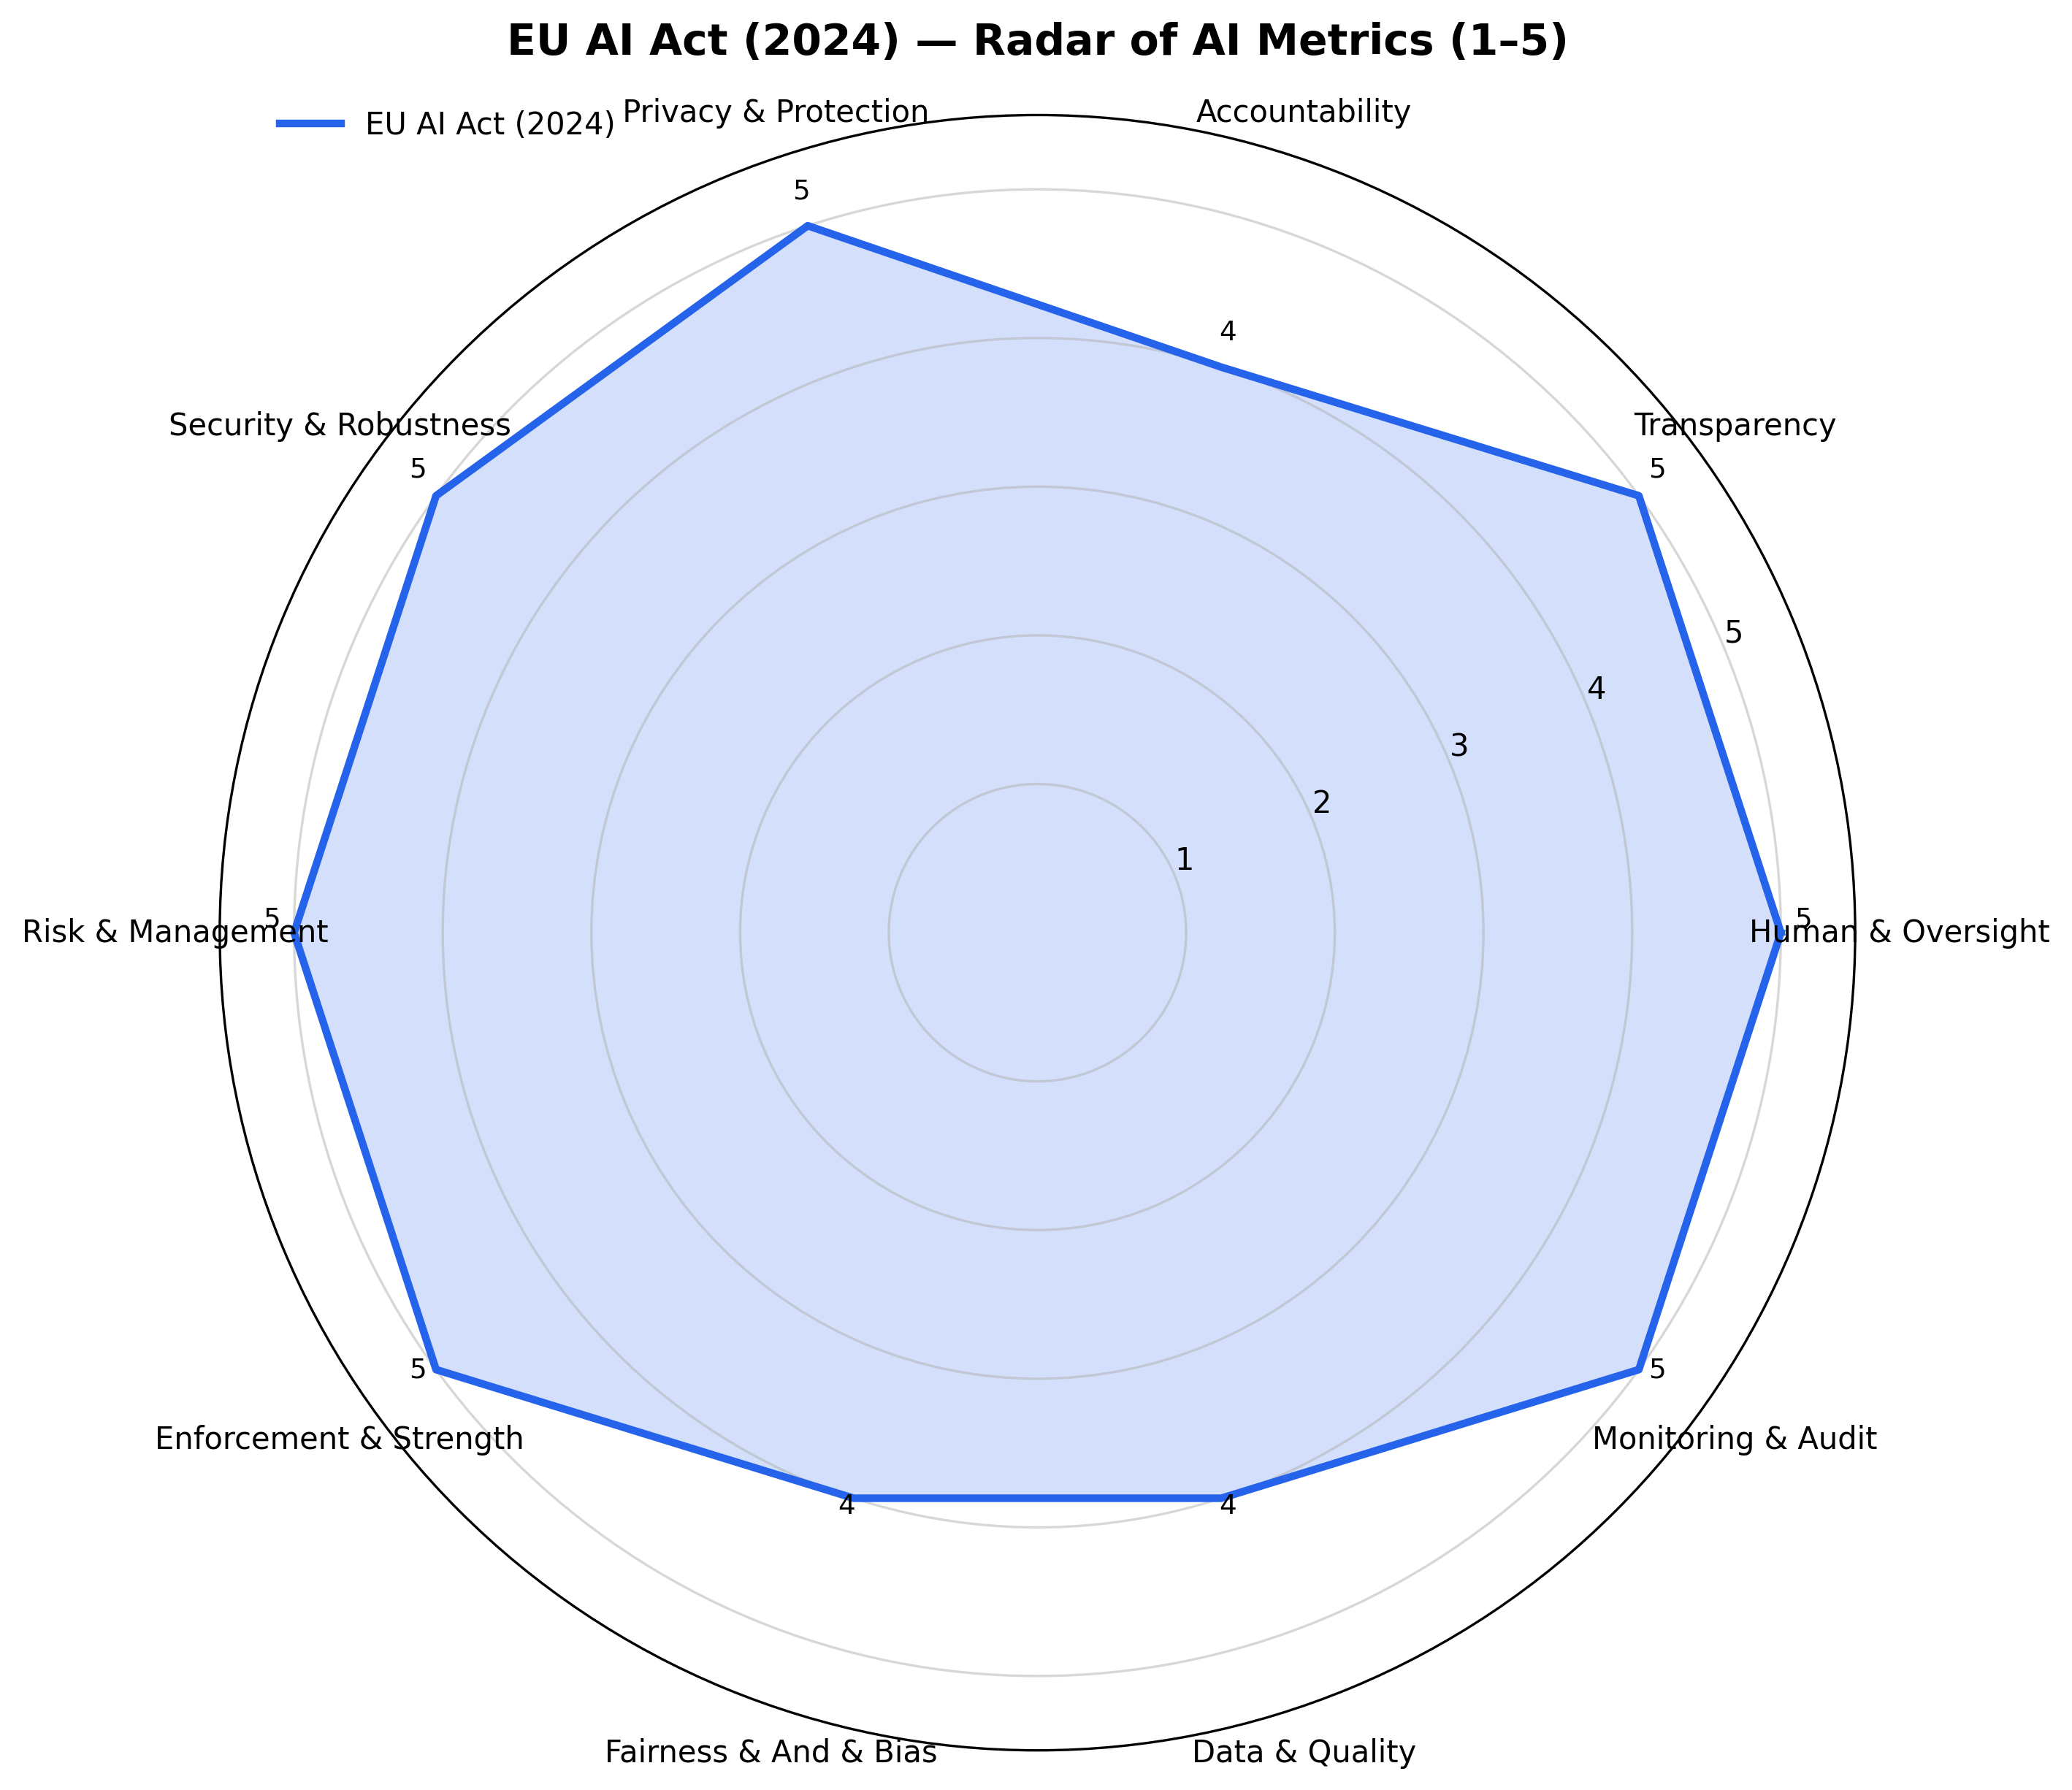 EU AI Act (2024) — Radar of AI Metrics (1–5)
EU AI Act (2024)
Privacy & Protection
Accountability
5
4
Security & Robustness
Transparency
5
5
5
4
3
2
1
Risk & Management
5
5
Human & Oversight
5
5
Enforcement & Strength
Monitoring & Audit
4
4
Fairness & And & Bias
Data & Quality